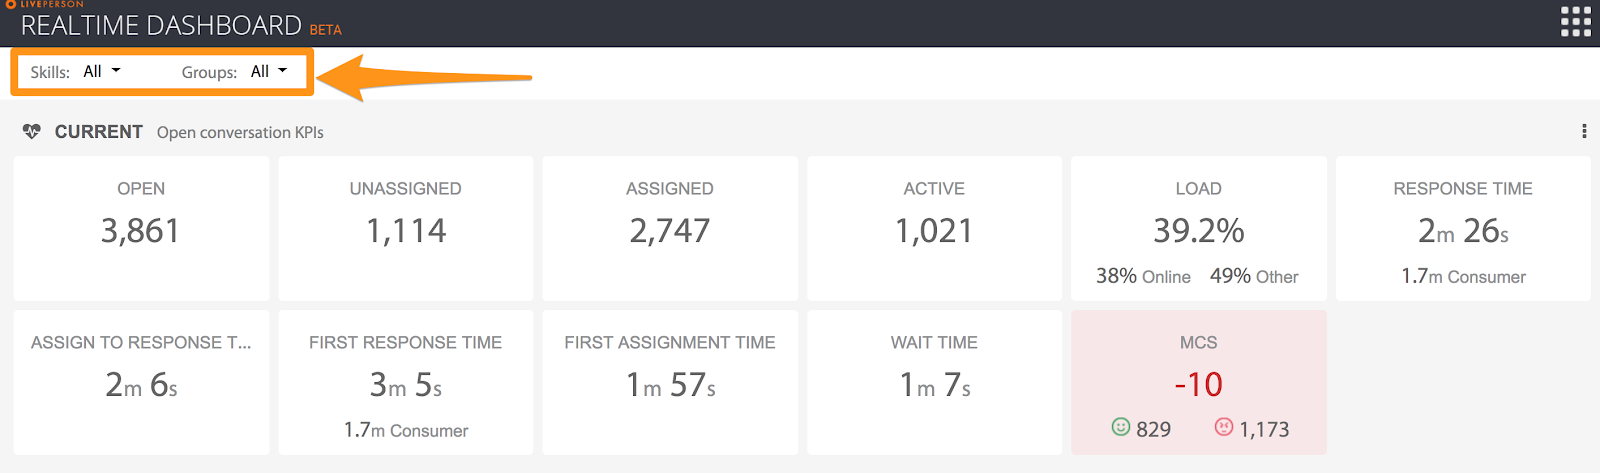 LIVEPERSON
REALTIME DASHBOARD BETA
Skills: All Groups: All
CURRENT Open conversation KPIs
OPEN
3,861
UNASSIGNED
1,114
ASSIGNED
2,747
ACTIVE
1,021
LOAD
39.2%
38% Online 49% Other
RESPONSE TIME
2m 26s
1.7m Consumer
ASSIGN TO RESPONSE T...
2m 6s
FIRST RESPONSE TIME
3m 5s
1.7m Consumer
FIRST ASSIGNMENT TIME
1m 57s
WAIT TIME
1m 7s
MCS
-10
829 1,173